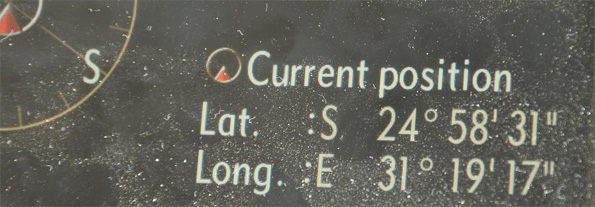 S
Current position
Lat. :S 24° 58' 31"
Long. :E 31° 19' 17"